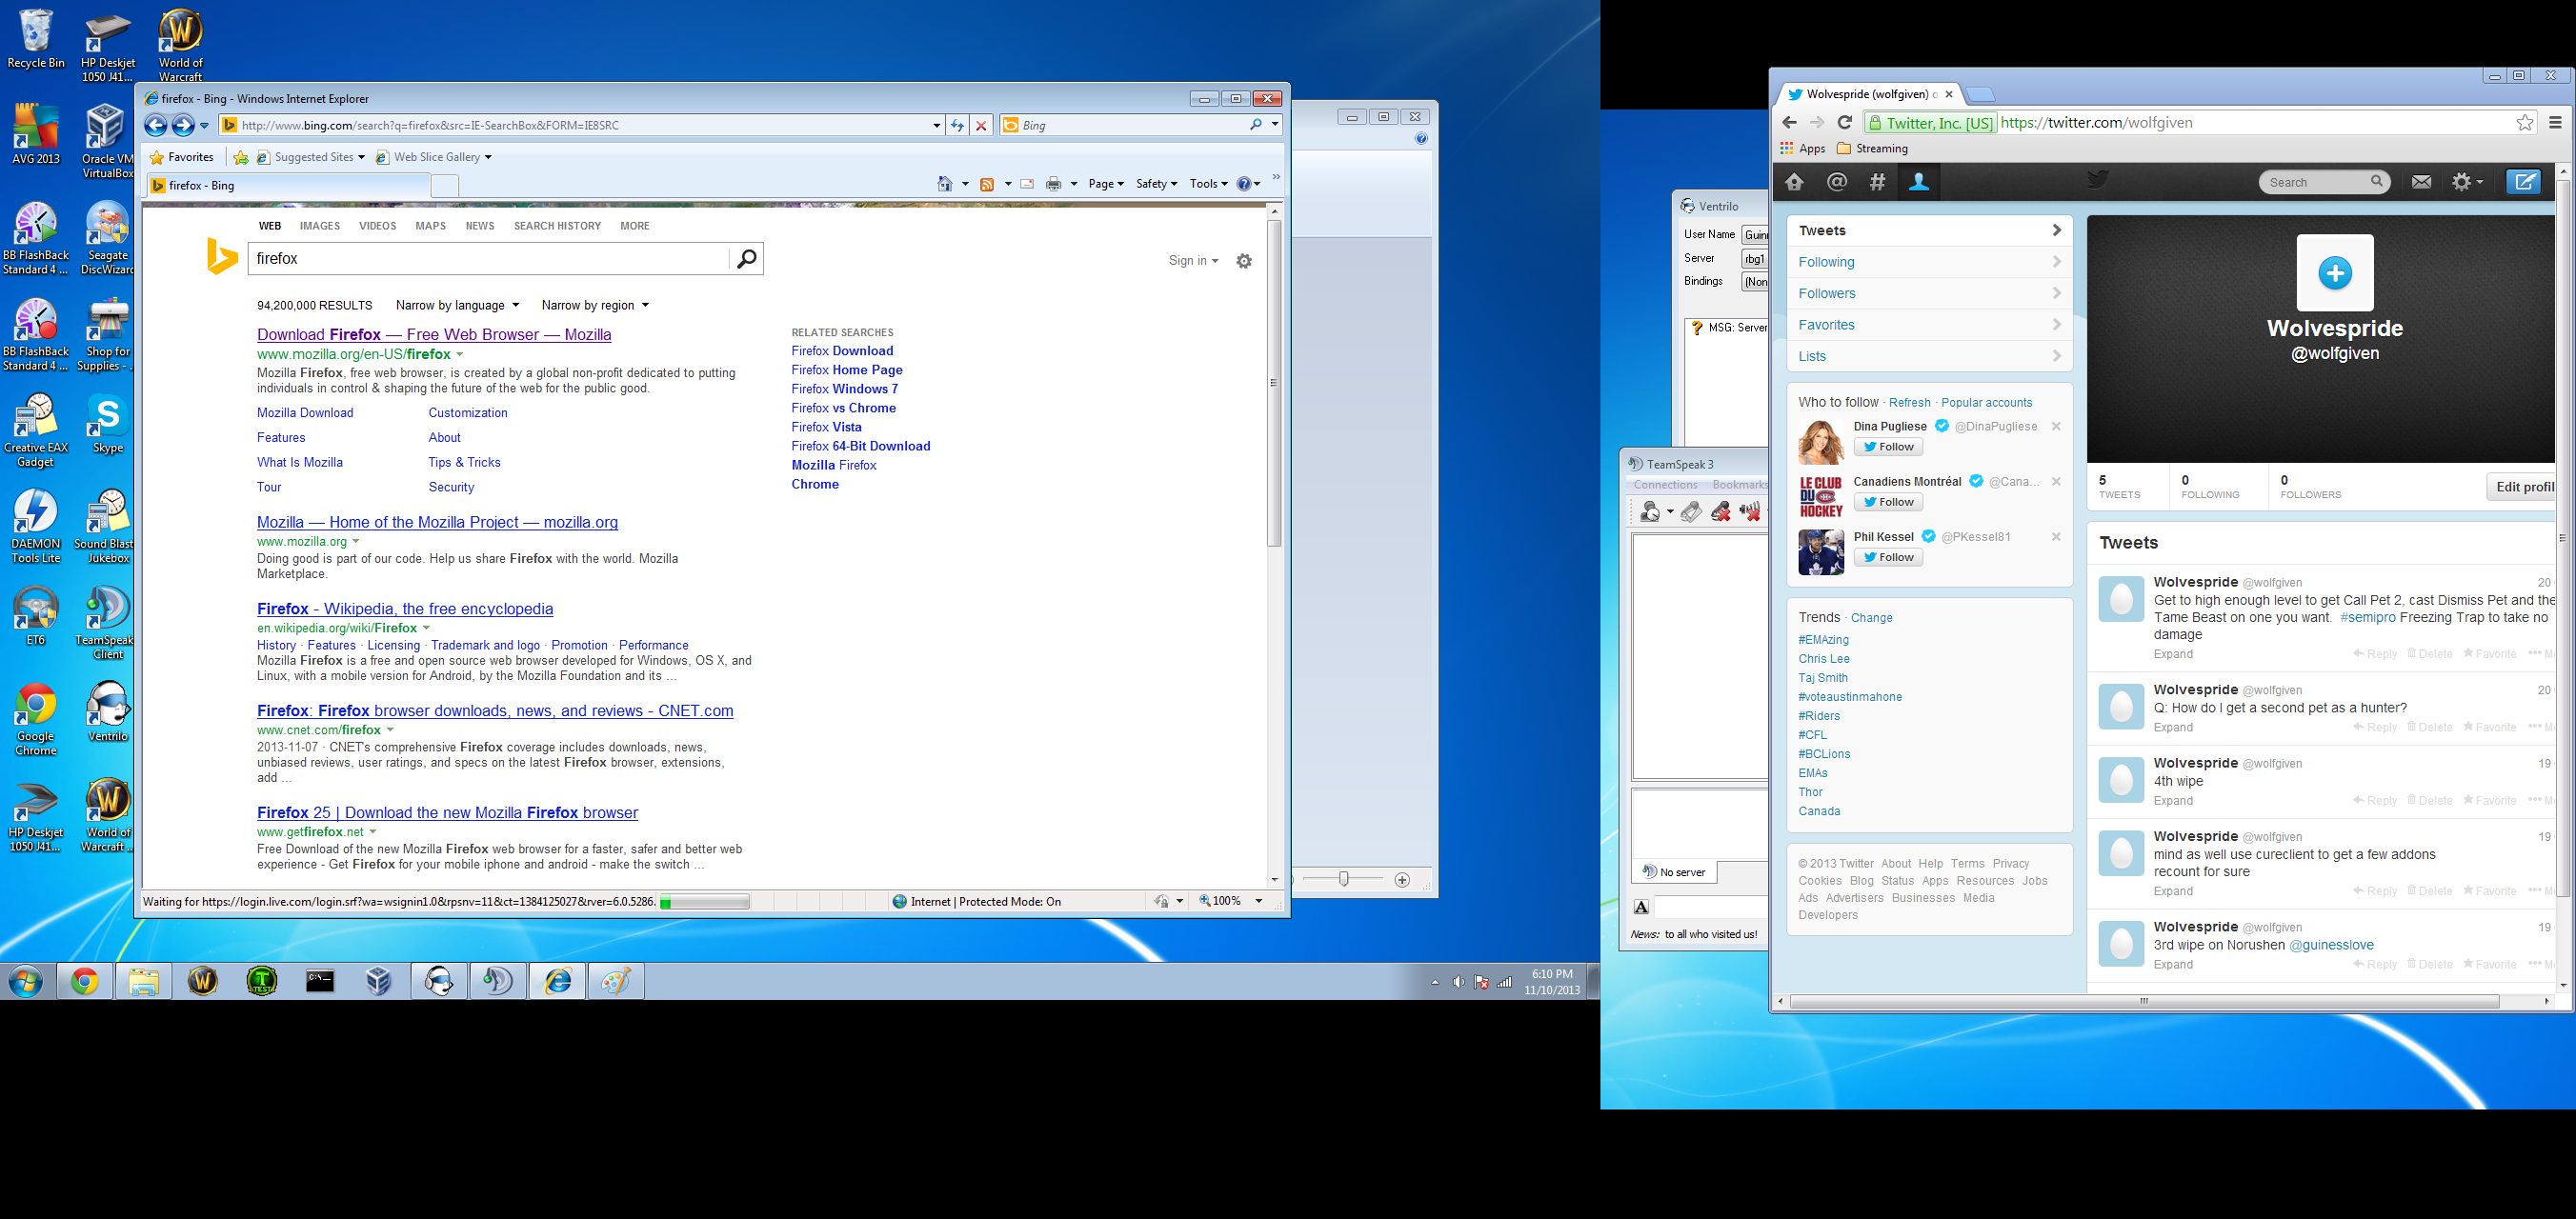 Recycle Bin
HP Deskjet
1050 J41...
World of
Warcraft
AVG 2013
Oracle VM
VirtualBox
BB FlashBack
Standard 4 ...
Seagate
DiscWizard
BB FlashBack
Standard 4 ...
Shop for
Supplies - ...
Creative EAX
Gadget
Skype
DAEMON
Tools Lite
Sound Blast
Jukebox
ET6
TeamSpeak
Client
Google
Chrome
Ventrilo
HP Deskjet
1050 J41...
World of
Warcraft ...
firefox - Bing - Windows Internet Explorer
http://www.bing.com/search?q=firefox&src=IE-SearchBox&FORM=IE8SRC
Bing
Favorites
Suggested Sites
Web Slice Gallery
firefox - Bing
Page
Safety
Tools
WEB IMAGES VIDEOS MAPS NEWS SEARCH HISTORY MORE
firefox
Sign in
94,200,000 RESULTS Narrow by language Narrow by region
Download Firefox — Free Web Browser — Mozilla
www.mozilla.org/en-US/firefox
Mozilla Firefox, free web browser, is created by a global non-profit dedicated to putting
individuals in control & shaping the future of the web for the public good.
Mozilla Download Customization
Features About
What Is Mozilla Tips & Tricks
Tour Security
Mozilla — Home of the Mozilla Project — mozilla.org
www.mozilla.org
Doing good is part of our code. Help us share Firefox with the world. Mozilla
Marketplace.
Firefox - Wikipedia, the free encyclopedia
en.wikipedia.org/wiki/Firefox
History · Features · Licensing · Trademark and logo · Promotion · Performance
Mozilla Firefox is a free and open source web browser developed for Windows, OS X, and
Linux, with a mobile version for Android, by the Mozilla Foundation and its ...
Firefox: Firefox browser downloads, news, and reviews - CNET.com
www.cnet.com/firefox
2013-11-07 · CNET's comprehensive Firefox coverage includes downloads, news,
unbiased reviews, user ratings, and specs on the latest Firefox browser, extensions,
add ...
Firefox 25 | Download the new Mozilla Firefox browser
www.getfirefox.net
Free Download of the new Mozilla Firefox web browser for a faster, safer and better web
experience - Get Firefox for your mobile iphone and android - make the switch ...
RELATED SEARCHES
Firefox Download
Firefox Home Page
Firefox Windows 7
Firefox vs Chrome
Firefox Vista
Firefox 64-Bit Download
Mozilla Firefox
Chrome
Waiting for https://login.live.com/login.srf?wa=wsignin1.0&rpsnv=11&ct=1384125027&rver=6.0.5286.
Internet | Protected Mode: On
100%
6:10 PM
11/10/2013
Ventrilo
User Name Guin
Server rbg1
Bindings (Non
MSG: Server
TeamSpeak 3
Connections Bookmarks
No server
News: to all who visited us!
Wolvespride (wolfgiven) o
Twitter, Inc. [US] https://twitter.com/wolfgiven
Apps Streaming
Search
Tweets
Following
Followers
Favorites
Lists
Who to follow · Refresh · Popular accounts
Dina Pugliese @DinaPugliese
Follow
Canadiens Montréal @Cana...
Follow
LE CLUB
DU
HOCKEY
Phil Kessel @PKessel81
Follow
Trends · Change
#EMAzing
Chris Lee
Taj Smith
#voteaustinmahone
#Riders
#CFL
#BCLions
EMAs
Thor
Canada
© 2013 Twitter About Help Terms Privacy
Cookies Blog Status Apps Resources Jobs
Ads Advertisers Businesses Media
Developers
Wolvespride
@wolfgiven
5 0 0
TWEETS FOLLOWING FOLLOWERS
Edit profil
Tweets
Wolvespride @wolfgiven 20
Get to high enough level to get Call Pet 2, cast Dismiss Pet and the
Tame Beast on one you want. #semipro Freezing Trap to take no
damage
Expand Reply Delete Favorite
Wolvespride @wolfgiven 20
Q: How do I get a second pet as a hunter?
Expand Reply Delete Favorite
Wolvespride @wolfgiven 19
4th wipe
Expand Reply Delete Favorite
Wolvespride @wolfgiven 19
mind as well use cureclient to get a few addons
recount for sure
Expand Reply Delete Favorite
Wolvespride @wolfgiven 19
3rd wipe on Norushen @guinesslove
Expand Reply Delete Favorite